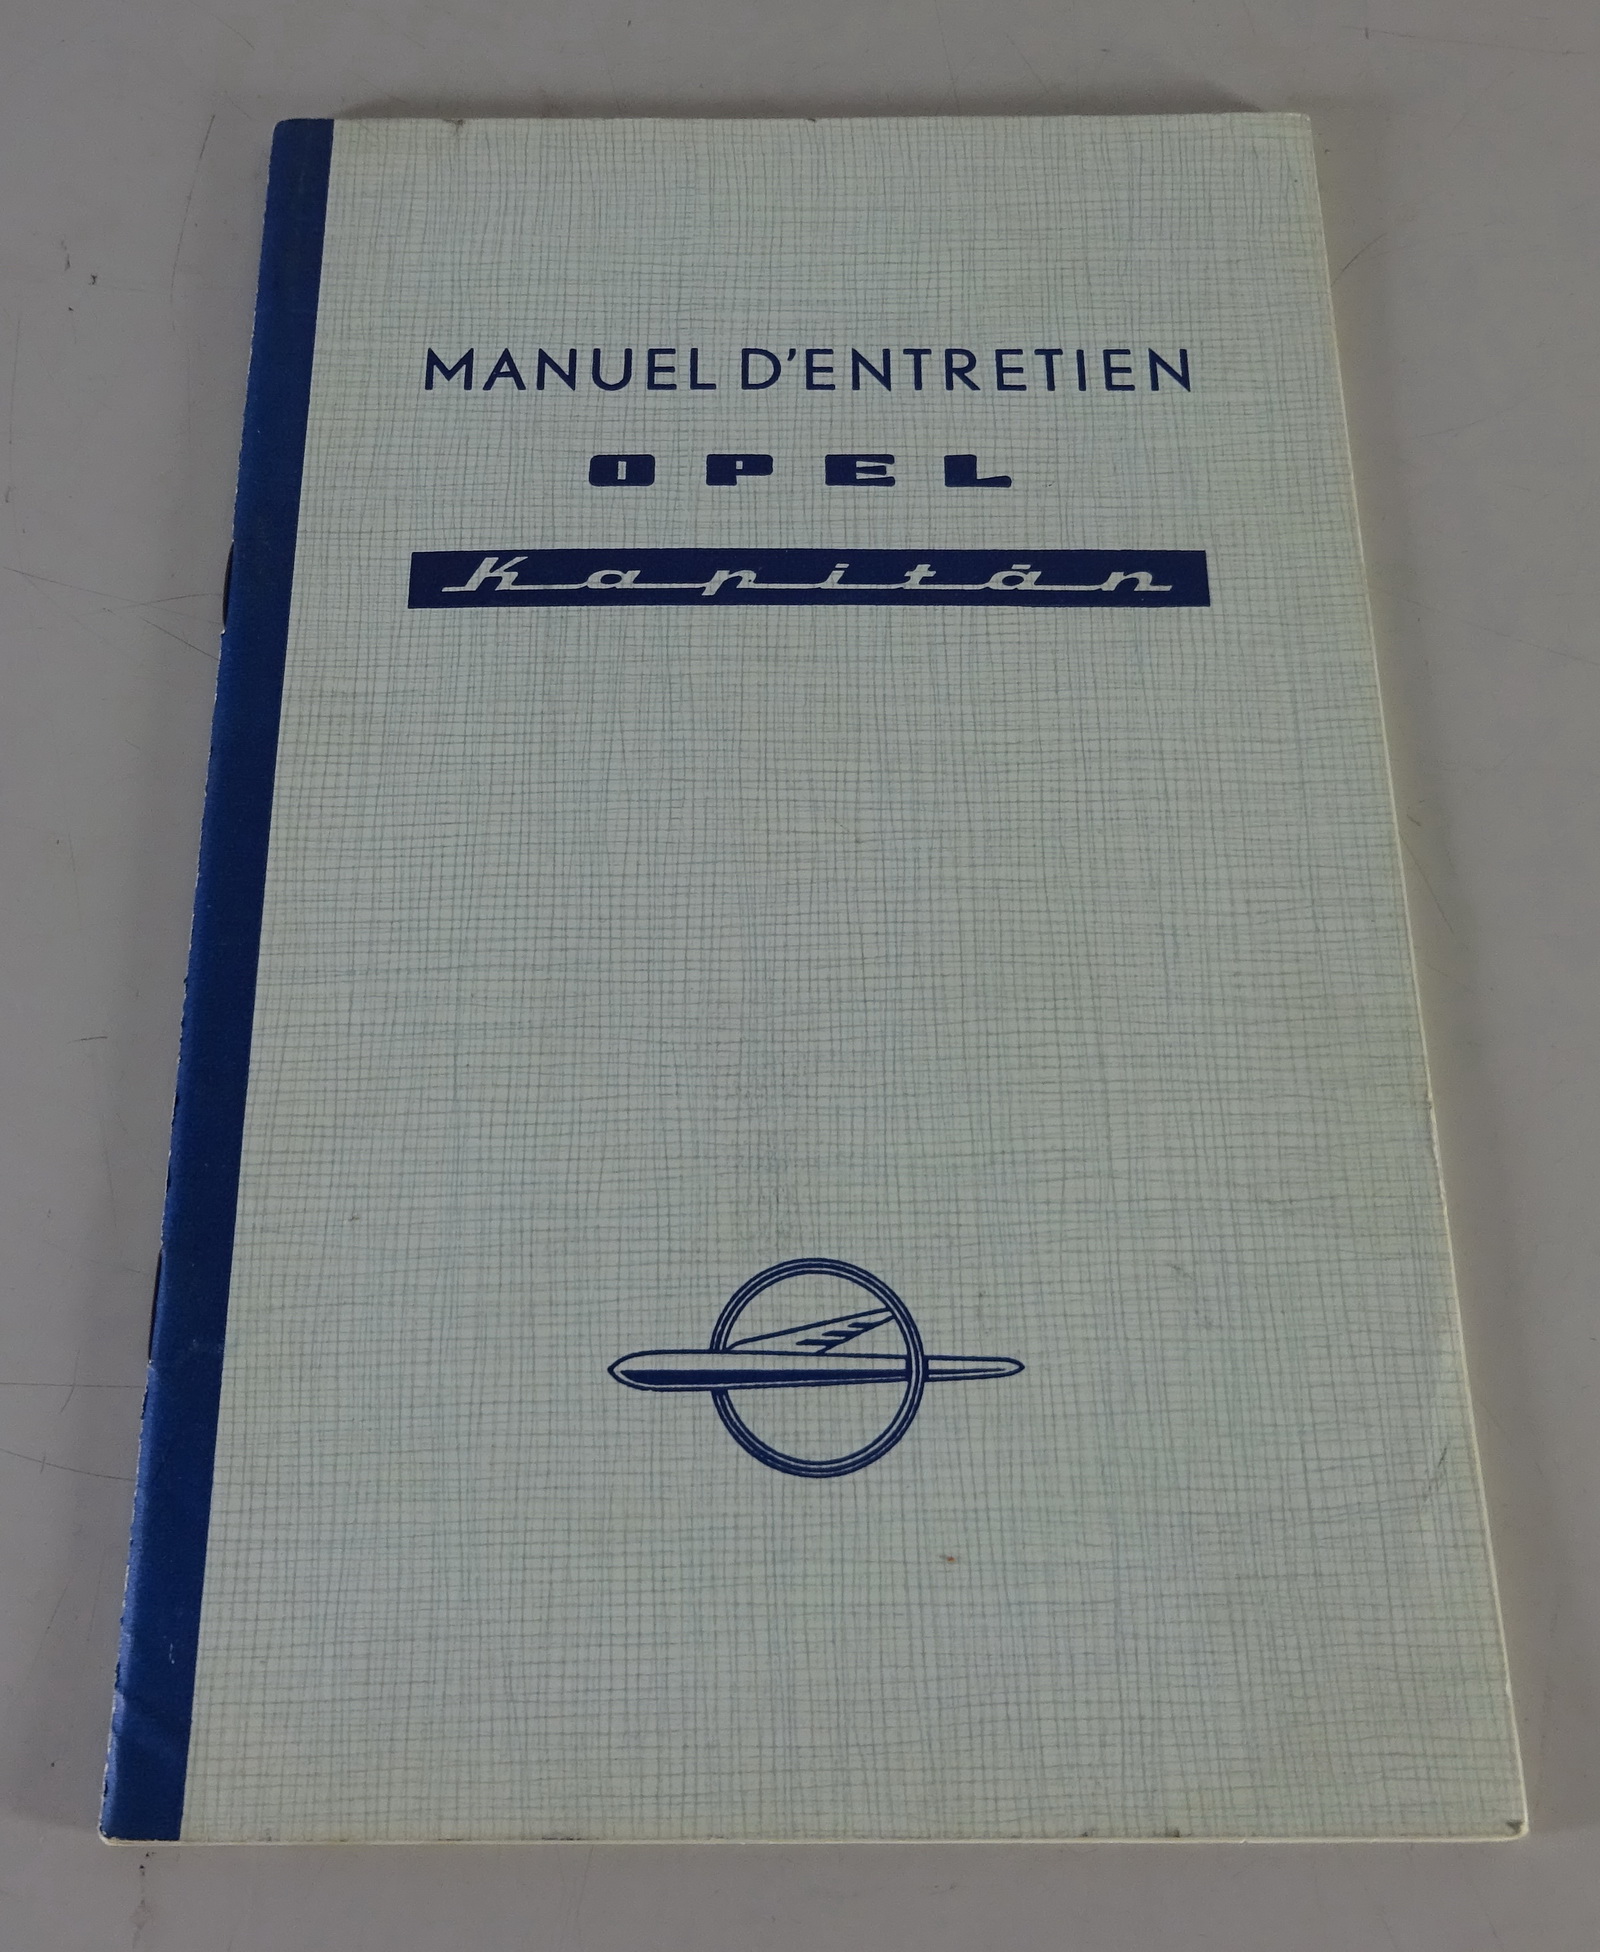 MANUEL D'ENTRETIEN
OPEL
Kapitän